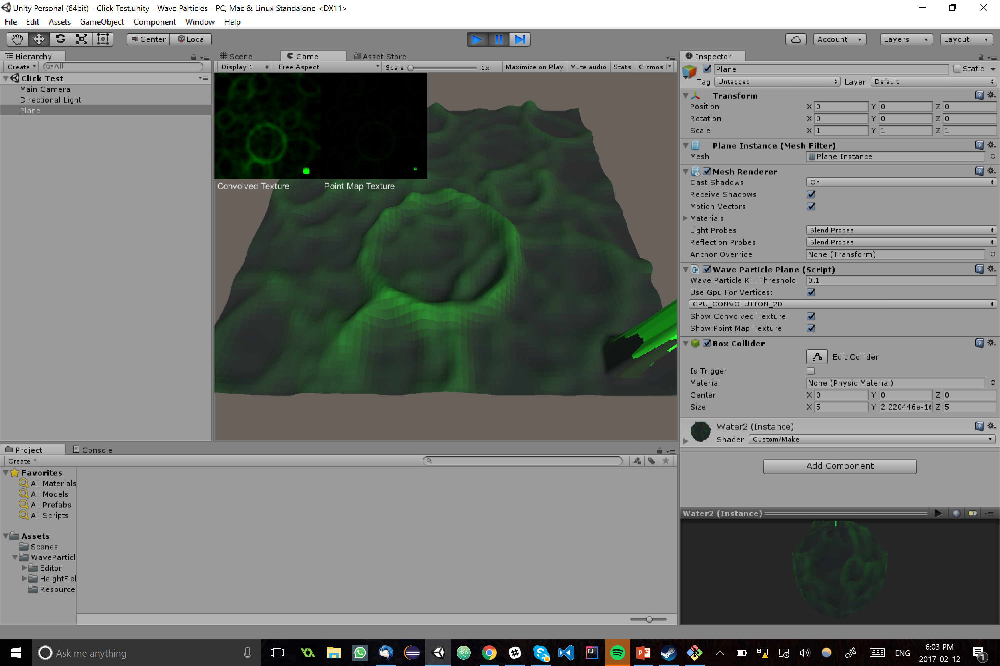 Unity Personal (64bit) - Click Test.unity - Wave Particles - PC, Mac & Linux Standalone <DX11>
File Edit Assets GameObject Component Window Help
Center Local Account Layers Layout
Hierarchy
Create All
Click Test
Main Camera
Directional Light
Plane
Scene Game Asset Store
Display 1 Free Aspect Scale 1x Maximize on Play Mute audio Stats Gizmos
Convolved Texture Point Map Texture
Inspector
Plane Static
Tag Untagged Layer Default
Transform
Position X 0 Y 0 Z 0
Rotation X 0 Y 0 Z 0
Scale X 1 Y 1 Z 1
Plane Instance (Mesh Filter)
Mesh Plane Instance
Mesh Renderer
Cast Shadows On
Receive Shadows
Motion Vectors
Materials
Light Probes Blend Probes
Reflection Probes Blend Probes
Anchor Override None (Transform)
Wave Particle Plane (Script)
Wave Particle Kill Threshold 0.1
Use Gpu For Vertices:
GPU_CONVOLUTION_2D
Show Convolved Texture
Show Point Map Texture
Box Collider
Edit Collider
Is Trigger
Material None (Physic Material)
Center X 0 Y 0 Z 0
Size X 5 Y 2.220446e-16 Z 5
Water2 (Instance)
Shader Custom/Make
Add Component
Water2 (Instance)
Project Console
Create
Favorites
All Materials
All Models
All Prefabs
All Scripts
Assets
Scenes
WaveParticl
Editor
HeightFiel
Resource
Ask me anything
ENG
6:03 PM
2017-02-12
1